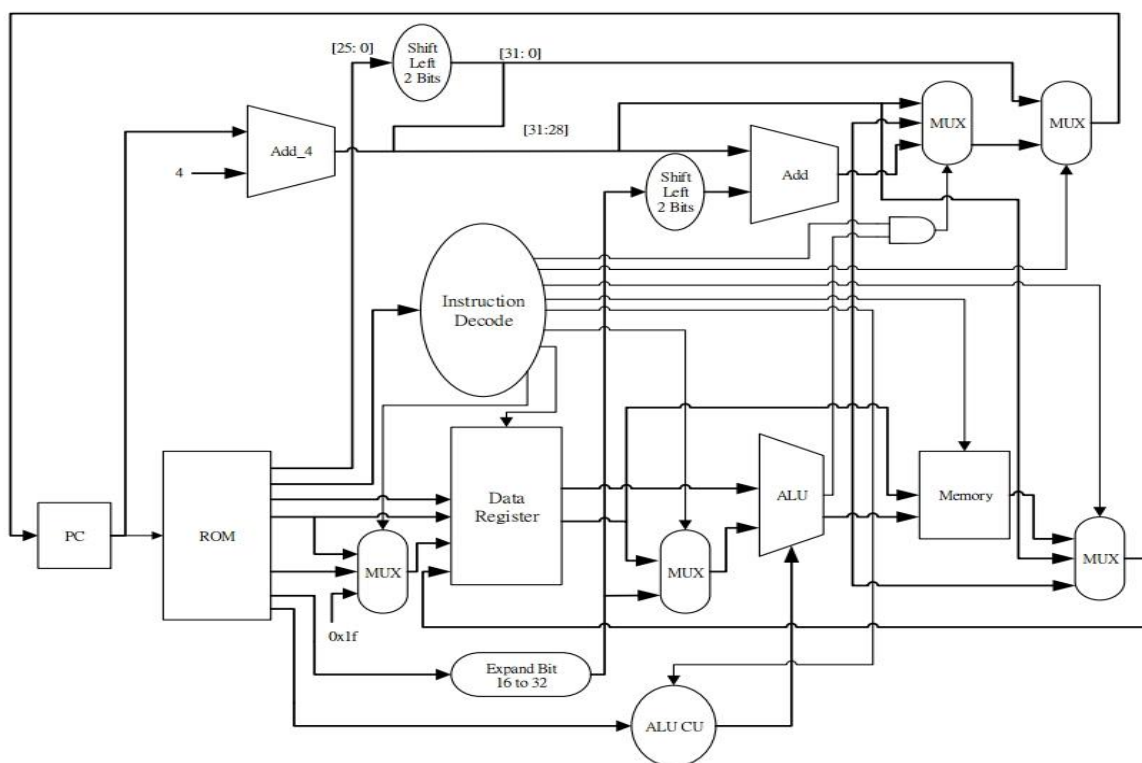 [25: 0]
Shift
Left
2 Bits
[31: 0]
MUX
MUX
[31:28]
Add_4
4
Shift
Left
2 Bits
Add
Instruction
Decode
PC
ROM
MUX
0x1f
Data
Register
MUX
ALU
Memory
MUX
Expand Bit
16 to 32
ALU CU